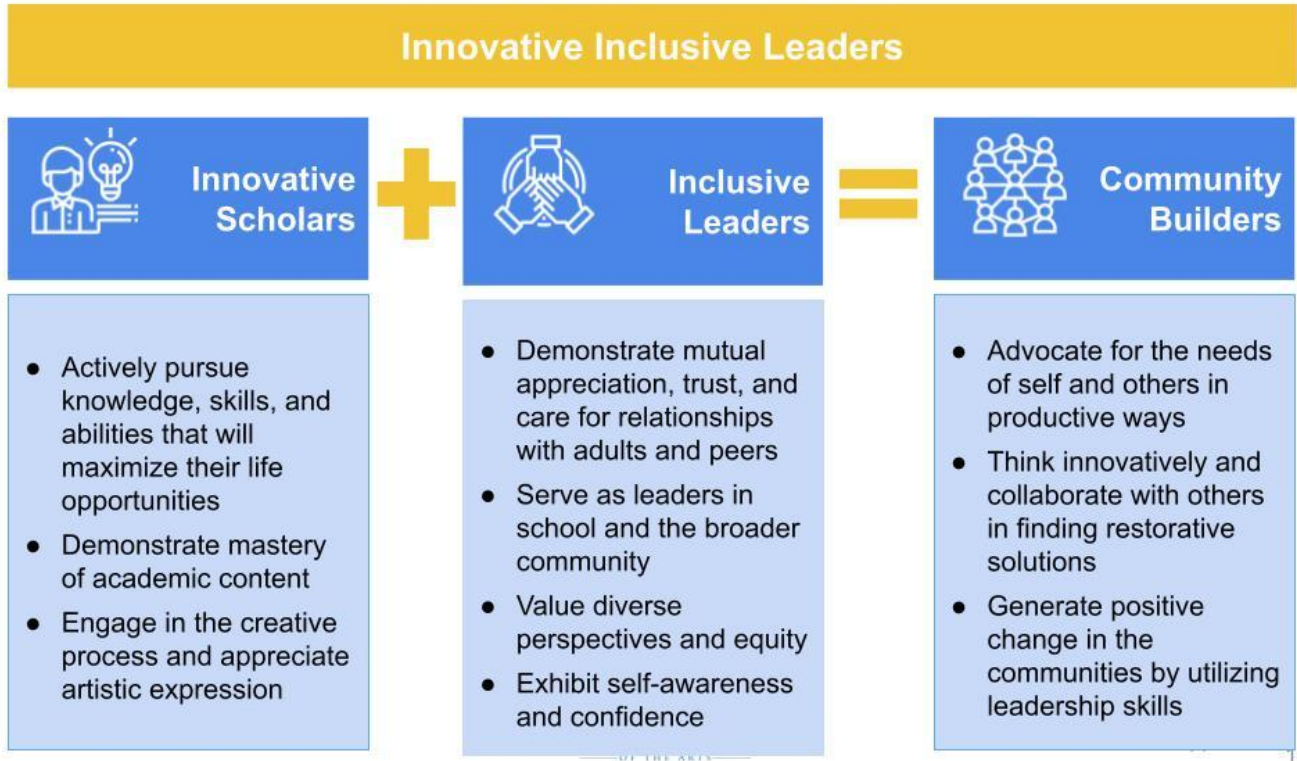 Innovative Inclusive Leaders
Innovative
Scholars
Inclusive
Leaders
Community
Builders
● Actively pursue
knowledge, skills, and
abilities that will
maximize their life
opportunities
● Demonstrate mastery
of academic content
● Engage in the creative
process and appreciate
artistic expression
● Demonstrate mutual
appreciation, trust, and
care for relationships
with adults and peers
● Serve as leaders in
school and the broader
community
● Value diverse
perspectives and equity
● Exhibit self-awareness
and confidence
● Advocate for the needs
of self and others in
productive ways
● Think innovatively and
collaborate with others
in finding restorative
solutions
● Generate positive
change in the
communities by utilizing
leadership skills
OF THE ARTS